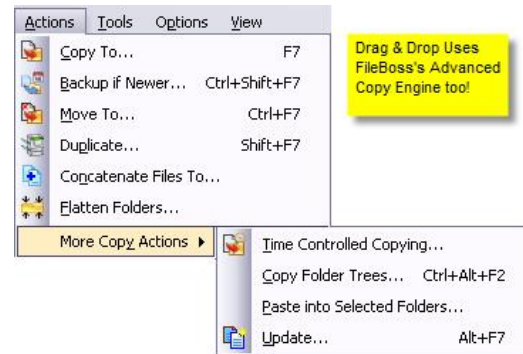 Actions Tools Options View
Copy To... F7
Backup if Newer... Ctrl+Shift+F7
Move To... Ctrl+F7
Duplicate... Shift+F7
Concatenate Files To...
Flatten Folders...
More Copy Actions
Time Controlled Copying...
Copy Folder Trees... Ctrl+Alt+F2
Paste into Selected Folders...
Update... Alt+F7
Drag & Drop Uses
FileBoss's Advanced
Copy Engine too!